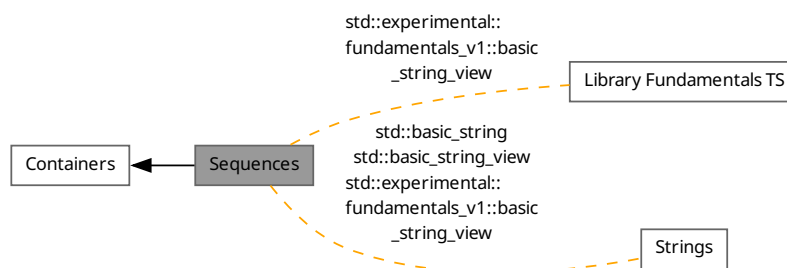 std::experimental::
fundamentals_v1::basic
_string_view
Library Fundamentals TS
std::basic_string
std::basic_string_view
std::experimental::
fundamentals_v1::basic
_string_view
Containers
Sequences
Strings